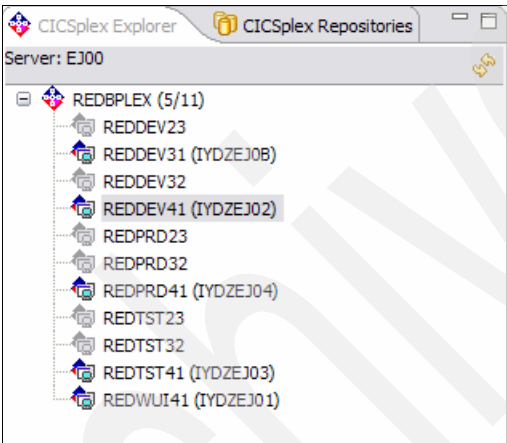 CICSplex Explorer CICSplex Repositories
Server: EJ00
REDBPLEX (5/11)
REDDEV23
REDDEV31 (IYDZEJ0B)
REDDEV32
REDDEV41 (IYDZEJ02)
REDPRD23
REDPRD32
REDPRD41 (IYDZEJ04)
REDTST23
REDTST32
REDTST41 (IYDZEJ03)
REDWUI41 (IYDZEJ01)